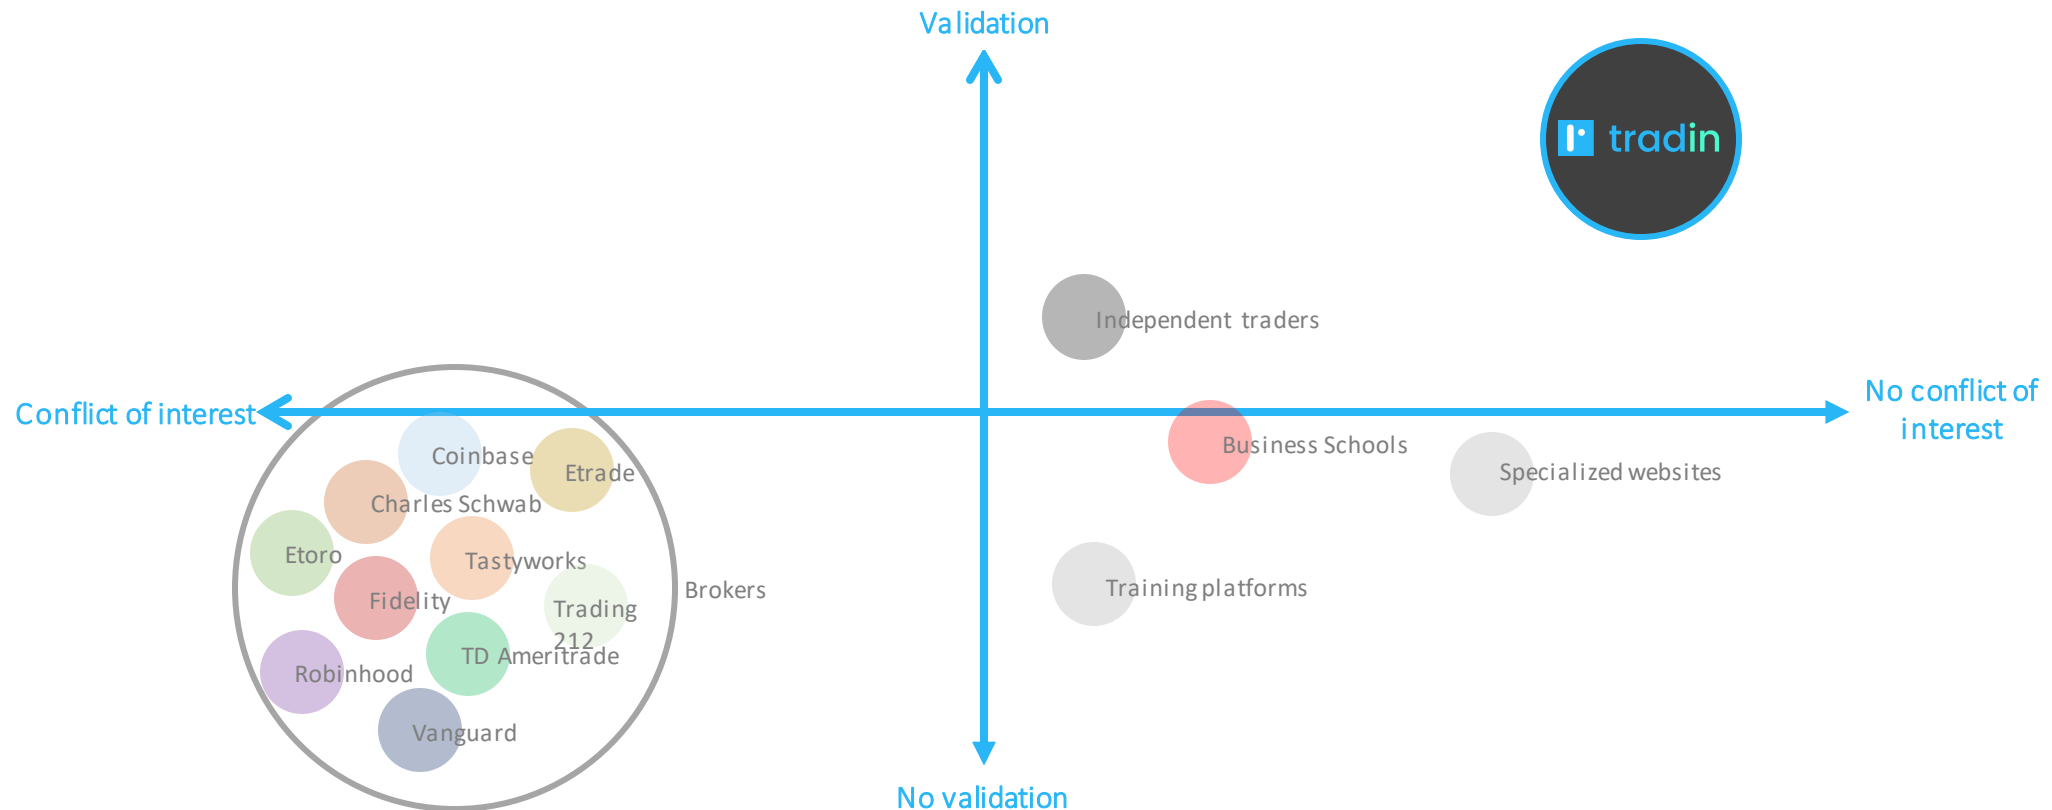 Validation
tradin
Independent traders
Conflict of interest
No conflict of
interest
Coinbase
Etrade
Business Schools
Specialized websites
Charles Schwab
Etoro
Tastyworks
Fidelity
Trading
212
Brokers
Training platforms
TD Ameritrade
Robinhood
Vanguard
No validation